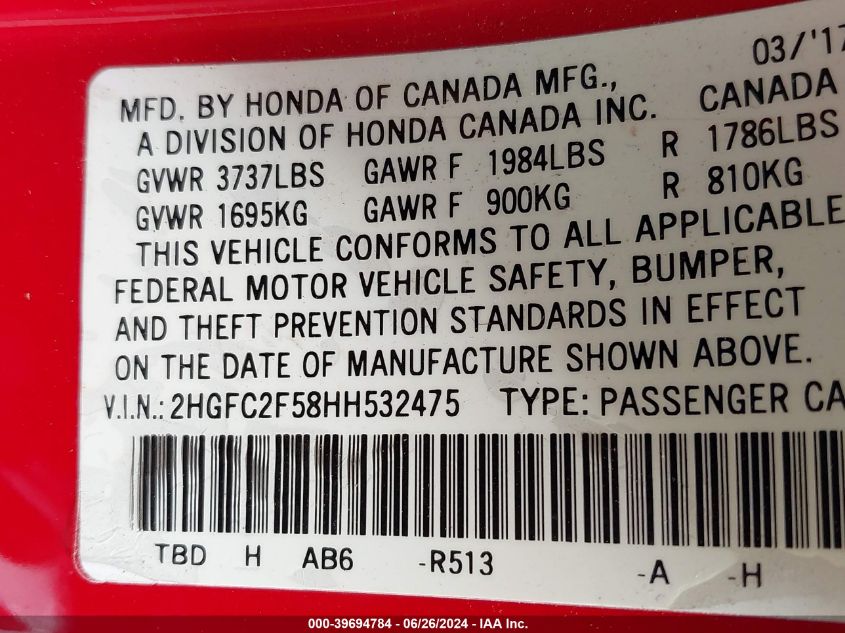 03/'17
MFD. BY HONDA OF CANADA MFG., CANADA
A DIVISION OF HONDA CANADA INC.
GVWR 3737LBS GAWR F 1984LBS R 1786LBS
GVWR 1695KG GAWR F 900KG R 810KG
THIS VEHICLE CONFORMS TO ALL APPLICABLE
FEDERAL MOTOR VEHICLE SAFETY, BUMPER,
AND THEFT PREVENTION STANDARDS IN EFFECT
ON THE DATE OF MANUFACTURE SHOWN ABOVE.
V.I.N.: 2HGFC2F58HH532475 TYPE: PASSENGER CA
TBD H AB6 -R513 -A -H
000-39694784 - 06/26/2024 - IAA Inc.